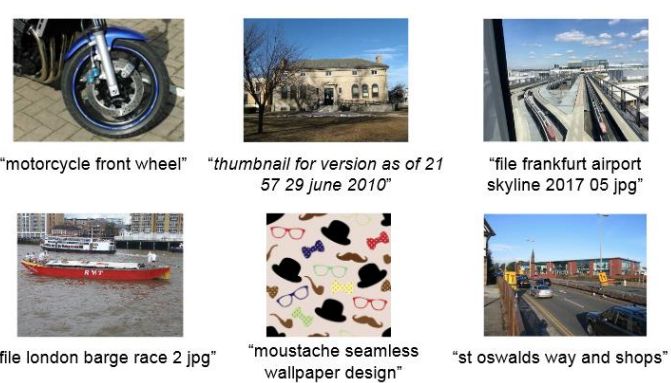 "motorcycle front wheel"
"thumbnail for version as of 21
57 29 june 2010"
"file frankfurt airport
skyline 2017 05 jpg"
RWT
file london barge race 2 jpg"
"moustache seamless
wallpaper design"
"st oswalds way and shops"